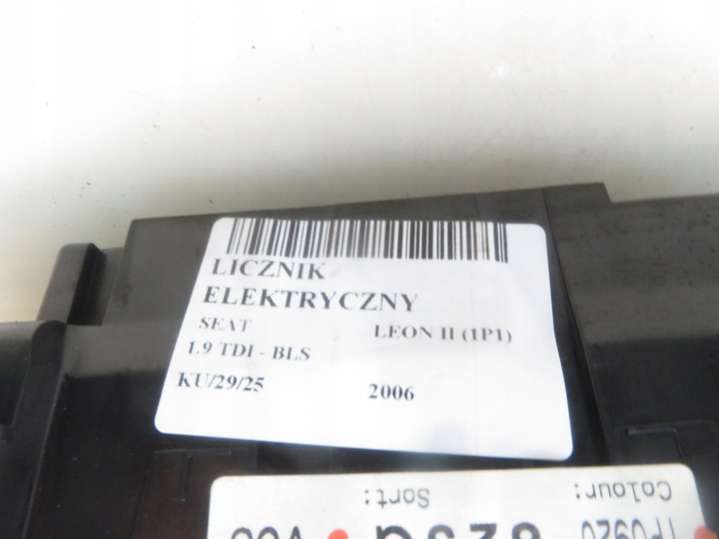 LICZNIK
ELEKTRYCZNY
SEAT LEON II (1P1)
1.9 TDI - BLS
KU/29/25 2006
Sort:
Colour: